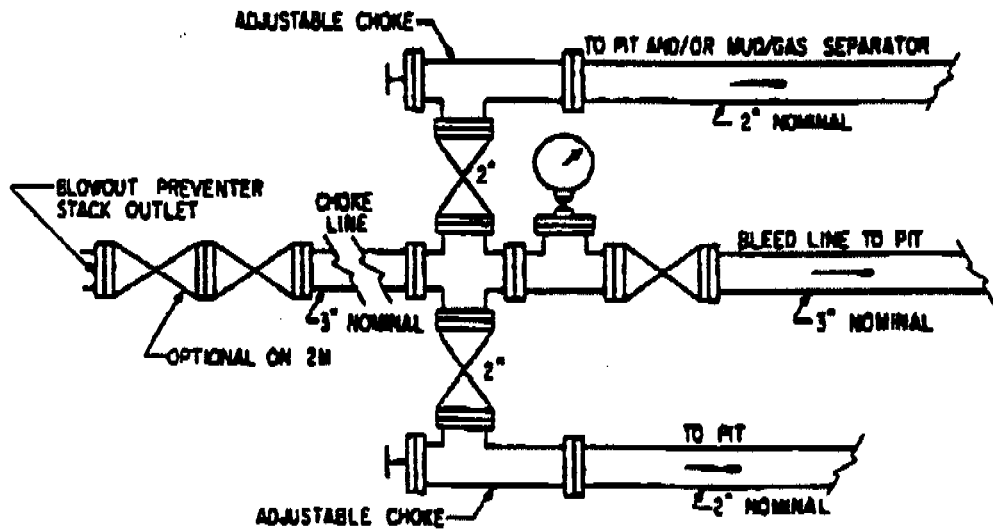 ADJUSTABLE CHOKE
TO PIT AND/OR MUD/GAS SEPARATOR
2" NOMINAL
2"
BLOWOUT PREVENTER
STACK OUTLET
CHOKE
LINE
BLEED LINE TO PIT
3" NOMINAL
3" NOMINAL
OPTIONAL ON 2M
2"
TO PIT
2" NOMINAL
ADJUSTABLE CHOKE